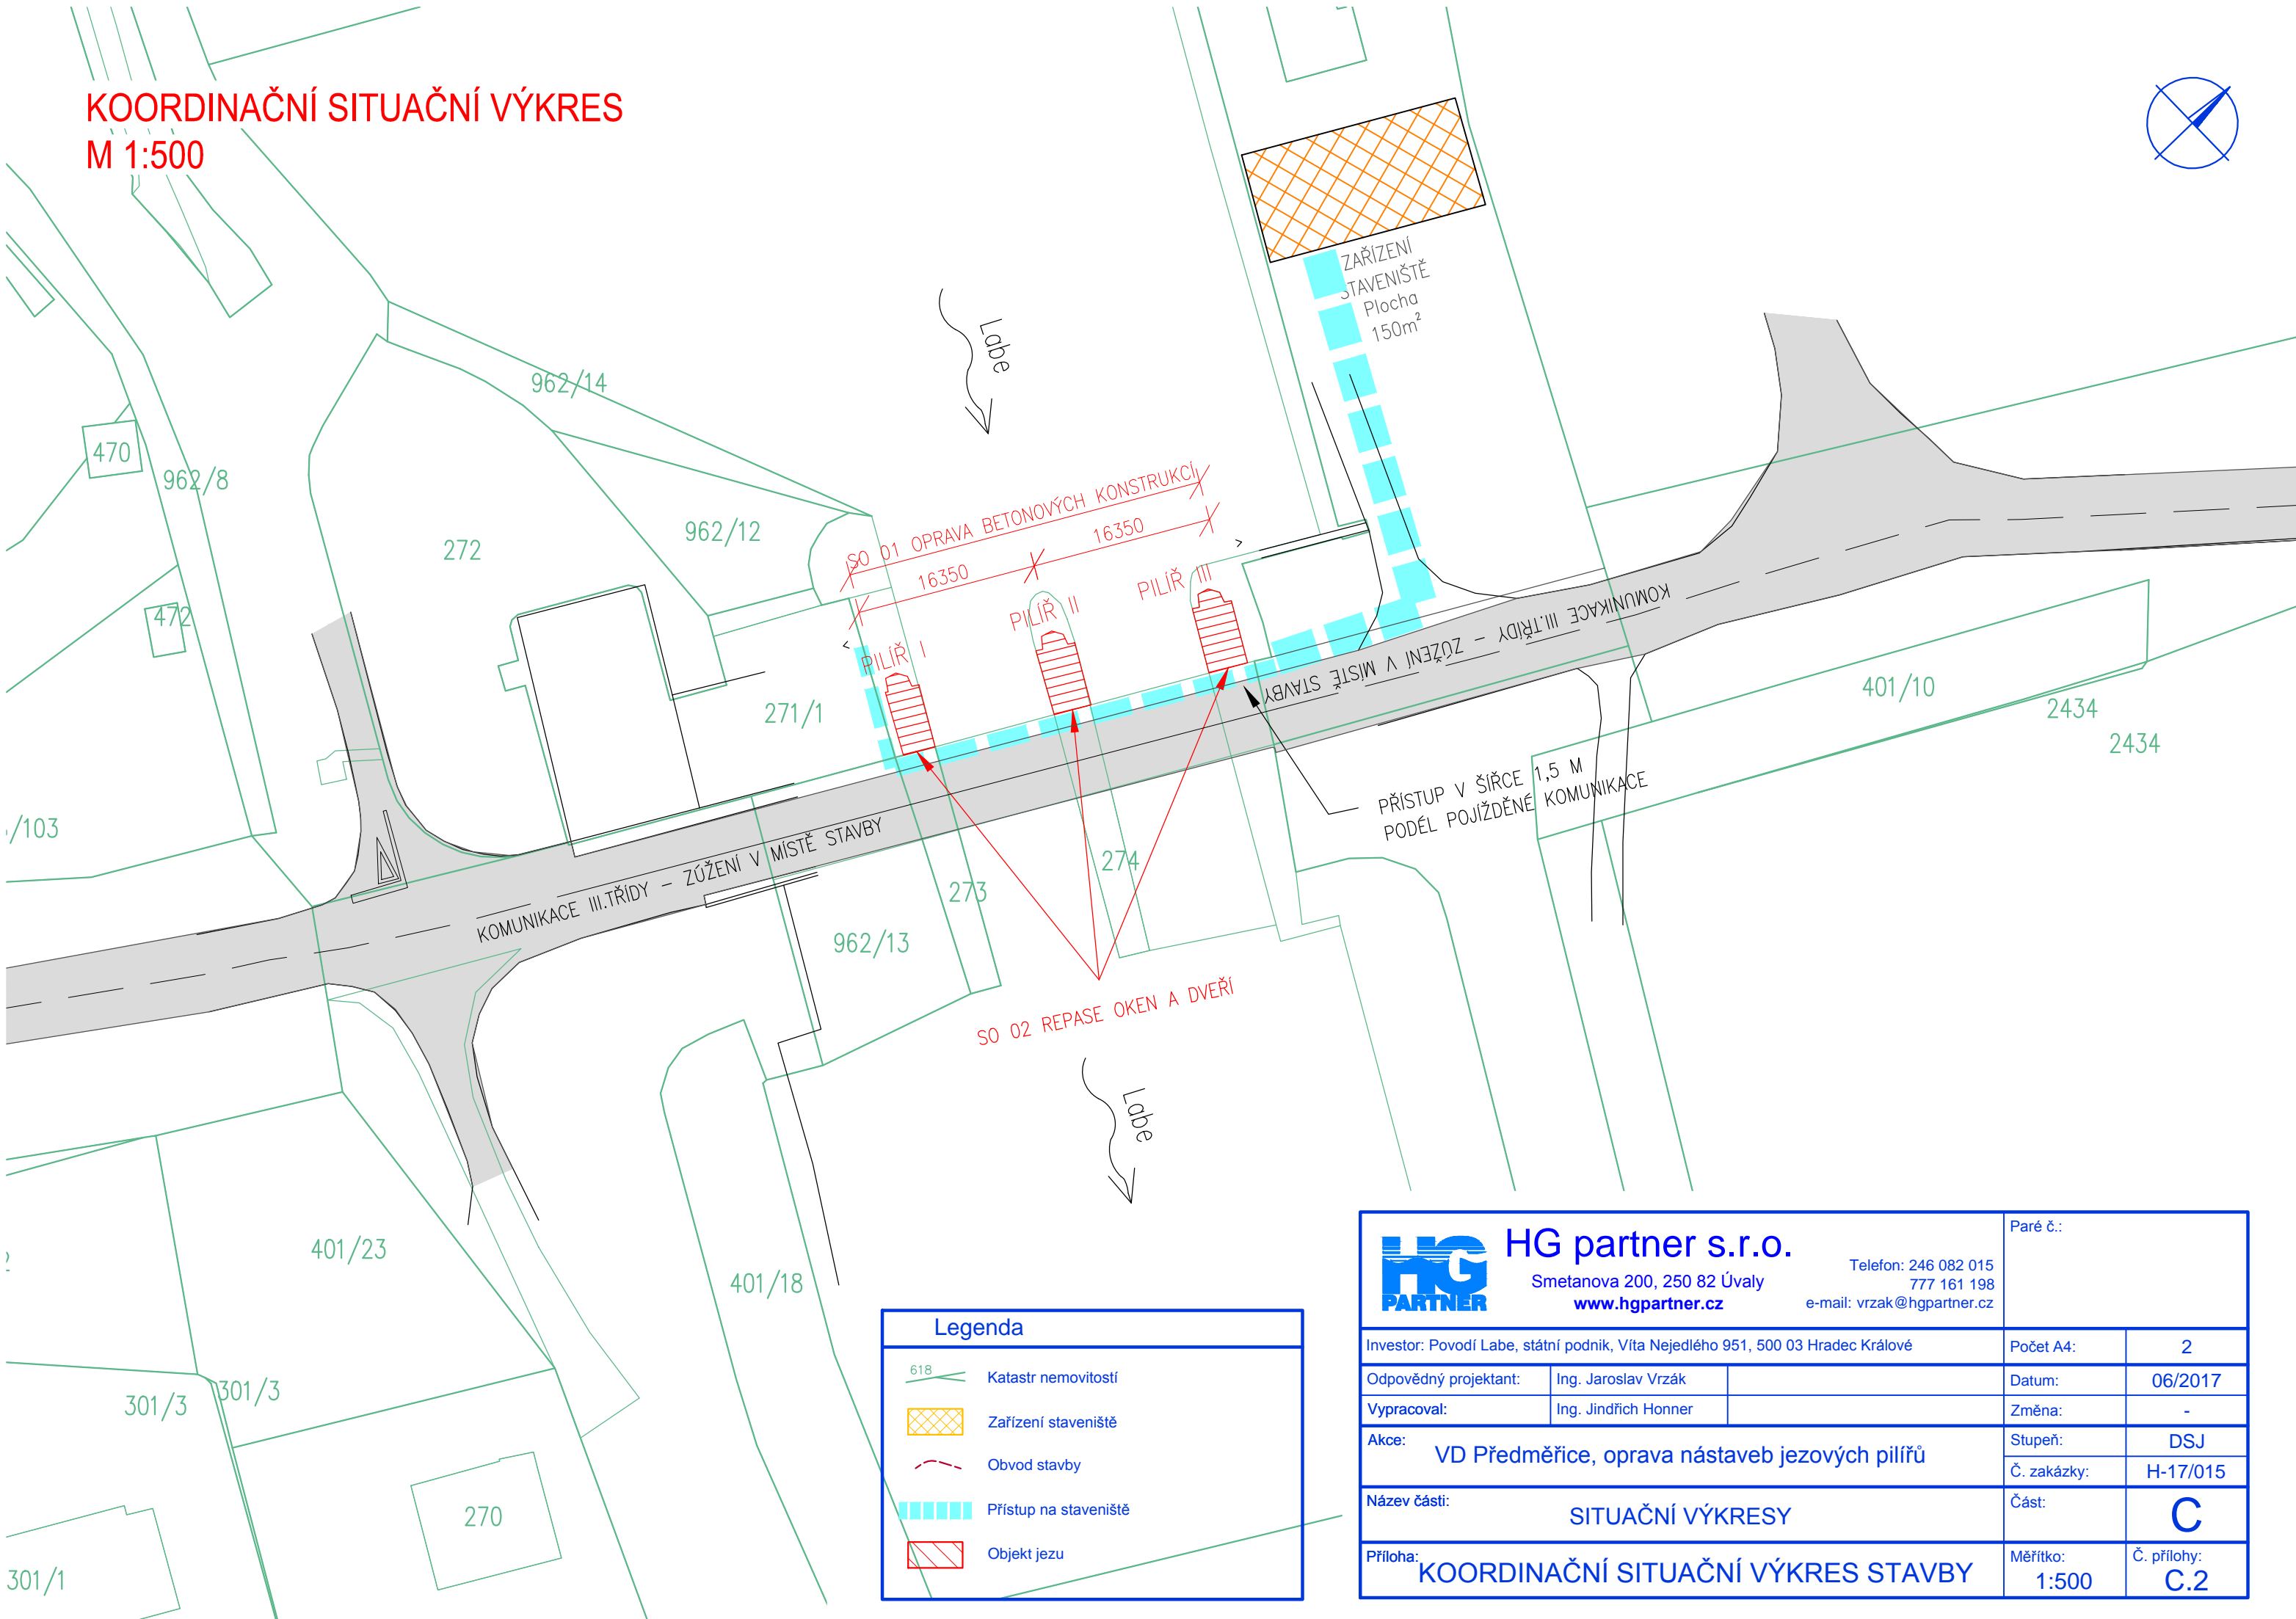 KOORDINAČNÍ SITUAČNÍ VÝKRES
M 1:500
ZAŘÍZENÍ
STAVENIŠTĚ
Plocha
150m²
Labe
962/14
470
962/8
272
962/12
SO 01 OPRAVA BETONOVÝCH KONSTRUKCÍ
16350
16350
PILÍŘ I
PILÍŘ II
PILÍŘ III
472
271/1
KOMUNIKACE III.TŘÍDY – ZÚŽENÍ V MÍSTĚ STAVBY
401/10
2434
2434
PŘÍSTUP V ŠÍŘCE 1,5 M
PODÉL POJÍŽDĚNÉ KOMUNIKACE
/103
KOMUNIKACE III.TŘÍDY – ZÚŽENÍ V MÍSTĚ STAVBY
274
273
962/13
SO 02 REPASE OKEN A DVEŘÍ
Labe
401/23
401/18
301/3
301/3
270
301/1
Legenda
618
Katastr nemovitostí
Zařízení staveniště
Obvod stavby
Přístup na staveniště
Objekt jezu
HG
PARTNER
HG partner s.r.o.
Smetanova 200, 250 82 Úvaly
www.hgpartner.cz
Telefon: 246 082 015
777 161 198
e-mail: vrzak@hgpartner.cz
Paré č.:
Investor: Povodí Labe, státní podnik, Víta Nejedlého 951, 500 03 Hradec Králové
Počet A4: 2
Odpovědný projektant: Ing. Jaroslav Vrzák
Datum: 06/2017
Vypracoval: Ing. Jindřich Honner
Změna: -
Akce: VD Předměřice, oprava nástaveb jezových pilířů
Stupeň: DSJ
Č. zakázky: H-17/015
Název části: SITUAČNÍ VÝKRESY
Část: C
Příloha: KOORDINAČNÍ SITUAČNÍ VÝKRES STAVBY
Měřítko: 1:500
Č. přílohy: C.2